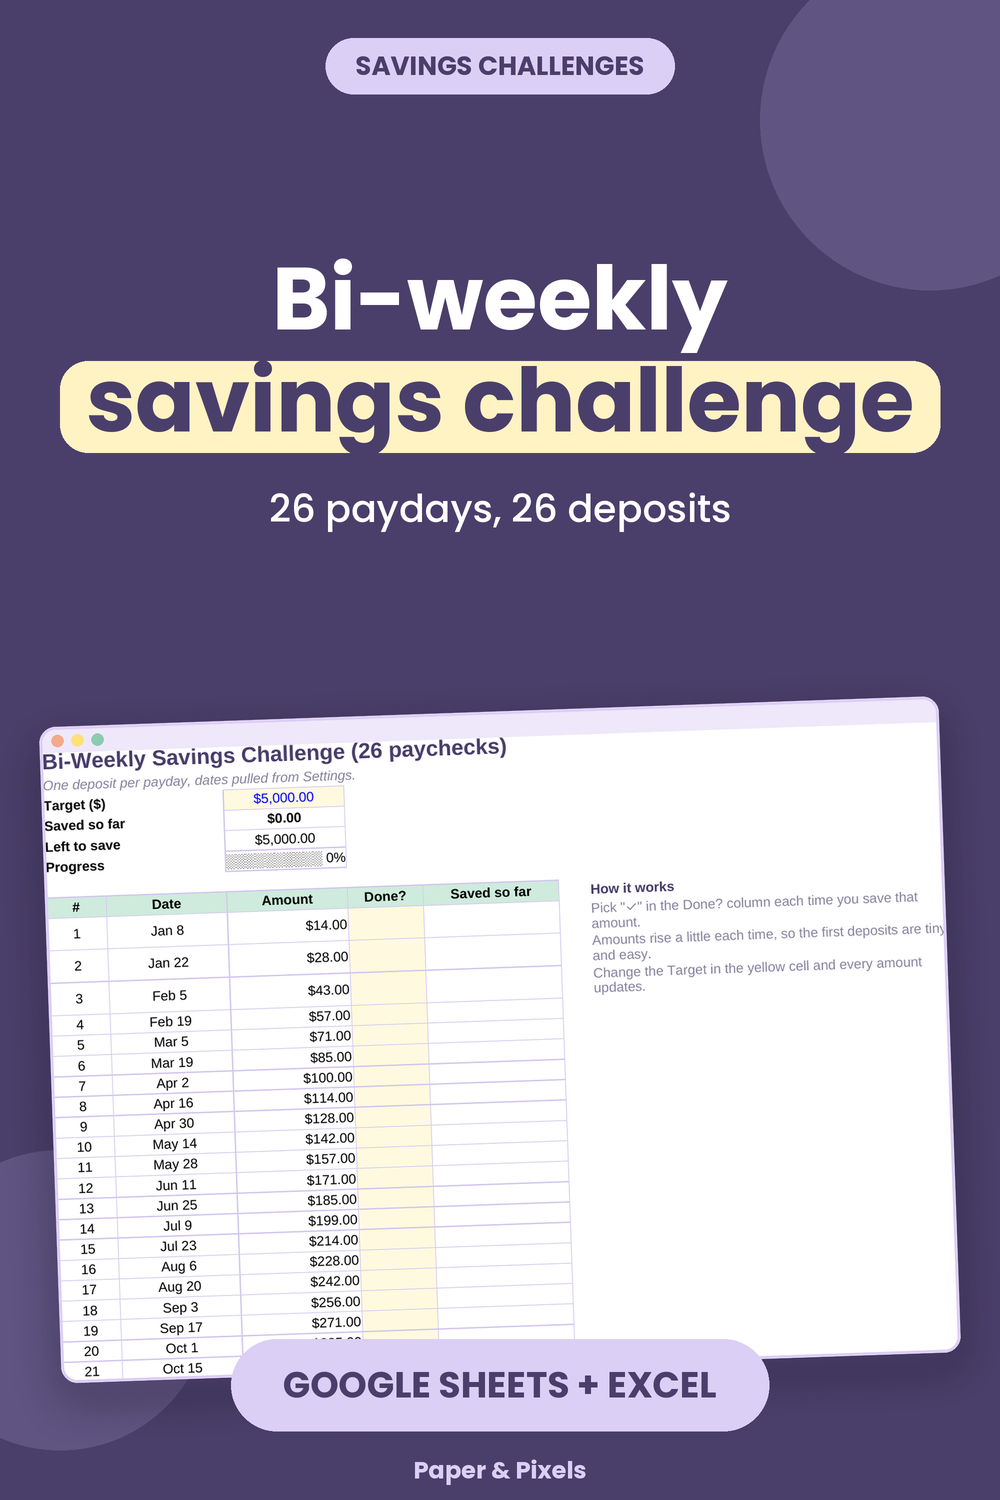 SAVINGS CHALLENGES
Bi-weekly
savings challenge
26 paydays, 26 deposits
Bi-Weekly Savings Challenge (26 paychecks)
One deposit per payday, dates pulled from Settings.
Target ($) $5,000.00
Saved so far $0.00
Left to save $5,000.00
Progress 0%
# Date Amount Done? Saved so far
1 Jan 8 $14.00
2 Jan 22 $28.00
3 Feb 5 $43.00
4 Feb 19 $57.00
5 Mar 5 $71.00
6 Mar 19 $85.00
7 Apr 2 $100.00
8 Apr 16 $114.00
9 Apr 30 $128.00
10 May 14 $142.00
11 May 28 $157.00
12 Jun 11 $171.00
13 Jun 25 $185.00
14 Jul 9 $199.00
15 Jul 23 $214.00
16 Aug 6 $228.00
17 Aug 20 $242.00
18 Sep 3 $256.00
19 Sep 17 $271.00
20 Oct 1
21 Oct 15
How it works
Pick "✓" in the Done? column each time you save that
amount.
Amounts rise a little each time, so the first deposits are tiny
and easy.
Change the Target in the yellow cell and every amount
updates.
GOOGLE SHEETS + EXCEL
Paper & Pixels